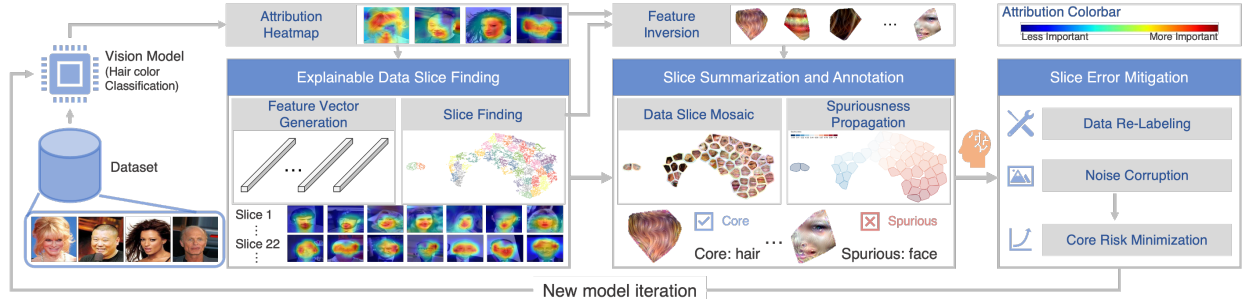 Vision Model
(Hair color
Classification)
Dataset
Attribution
Heatmap
Explainable Data Slice Finding
Feature Vector
Generation
...
Slice Finding
Slice 1
⋮
Slice 22
⋮
Feature
Inversion
...
Slice Summarization and Annotation
Data Slice Mosaic
Spuriousness
Propagation
Core
Spurious
...
Core: hair
Spurious: face
Attribution Colorbar
Less Important
More Important
Slice Error Mitigation
Data Re-Labeling
Noise Corruption
Core Risk Minimization
New model iteration